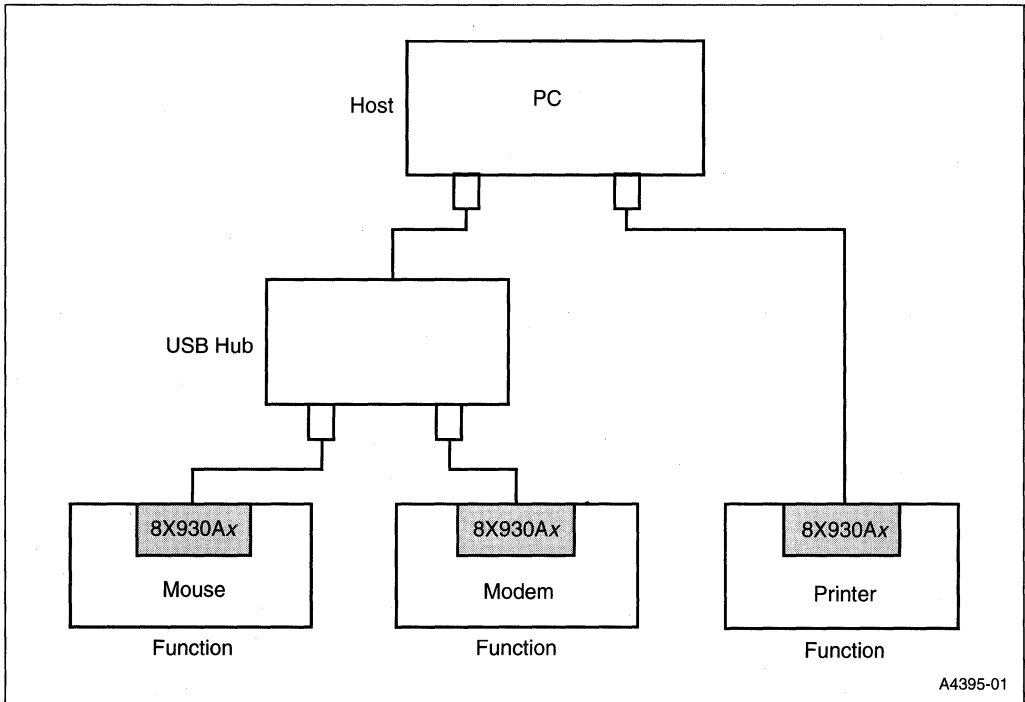 Host
PC
USB Hub
8X930Ax
8X930Ax
8X930Ax
Mouse
Modem
Printer
Function
Function
Function
A4395-01